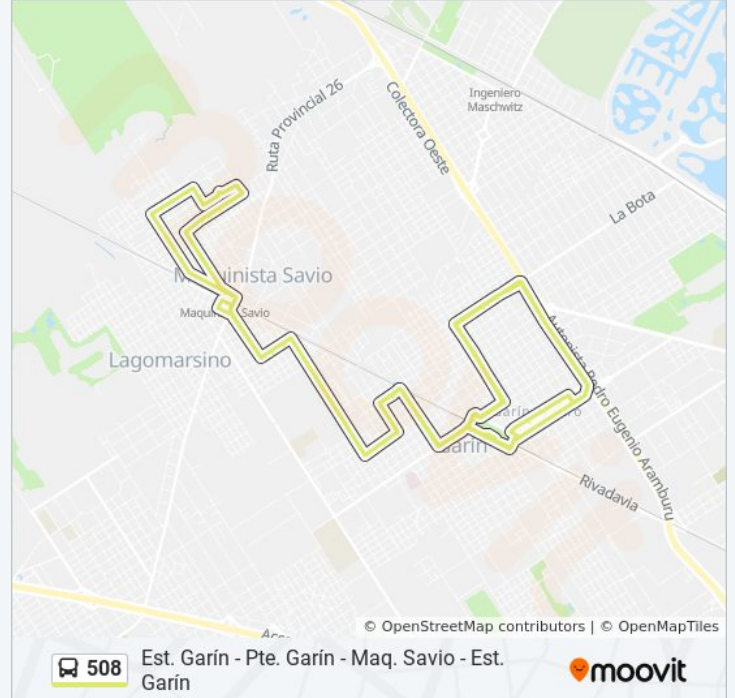 Ingeniero
Maschwitz
Ruta Provincial 26
Colectora Oeste
La Bota
Maquinista Savio
Savio
Lagomarsino
Autopista Pedro Eugenio Aramburu
Garín
Rivadavia
© OpenStreetMap contributors | © OpenMapTiles
508
Est. Garín - Pte. Garín - Maq. Savio - Est.
Garín
moovit